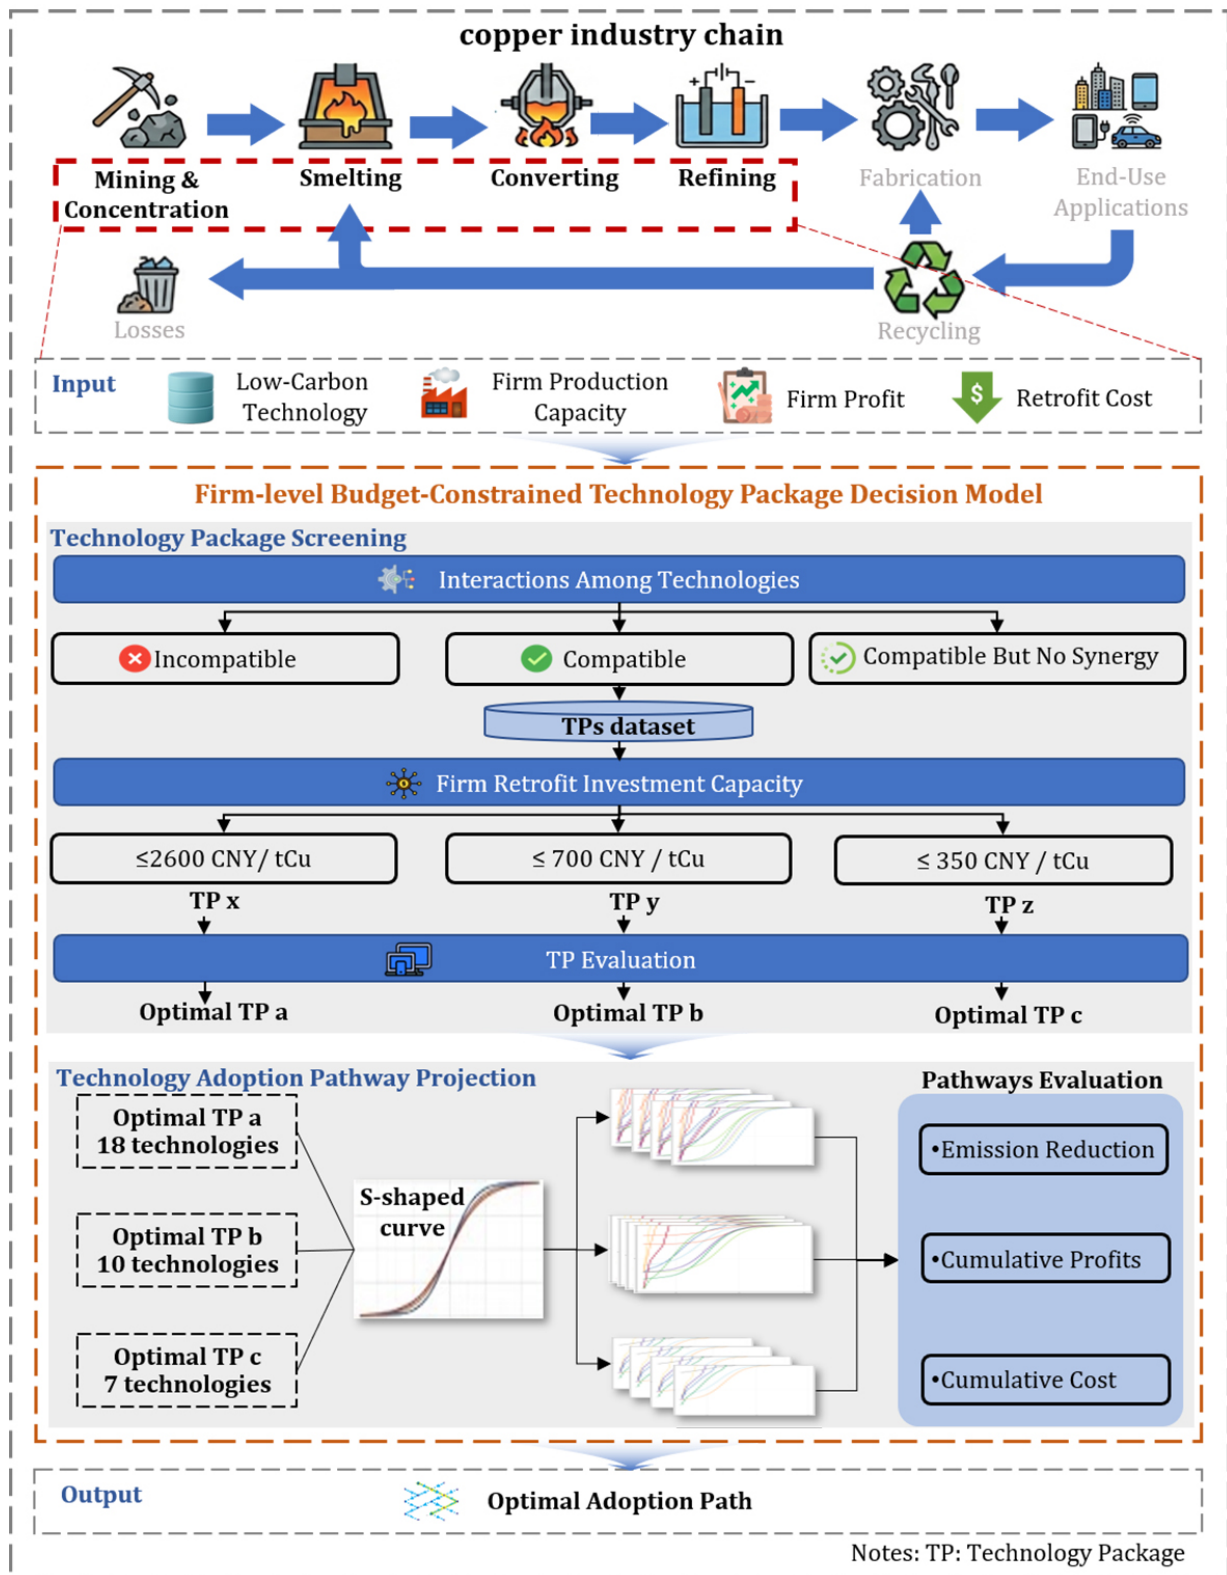 copper industry chain
Mining &
Concentration
Smelting
Converting
Refining
Fabrication
End-Use
Applications
Losses
Recycling
Input
Low-Carbon
Technology
Firm Production
Capacity
Firm Profit
$
Retrofit Cost
Firm-level Budget-Constrained Technology Package Decision Model
Technology Package Screening
Interactions Among Technologies
Incompatible
Compatible
Compatible But No Synergy
TPs dataset
Firm Retrofit Investment Capacity
≤2600 CNY/ tCu
≤ 700 CNY / tCu
≤ 350 CNY / tCu
TP x
TP y
TP z
TP Evaluation
Optimal TP a
Optimal TP b
Optimal TP c
Technology Adoption Pathway Projection
Optimal TP a
18 technologies
Optimal TP b
10 technologies
Optimal TP c
7 technologies
S-shaped
curve
Pathways Evaluation
•Emission Reduction
•Cumulative Profits
•Cumulative Cost
Output
Optimal Adoption Path
Notes: TP: Technology Package